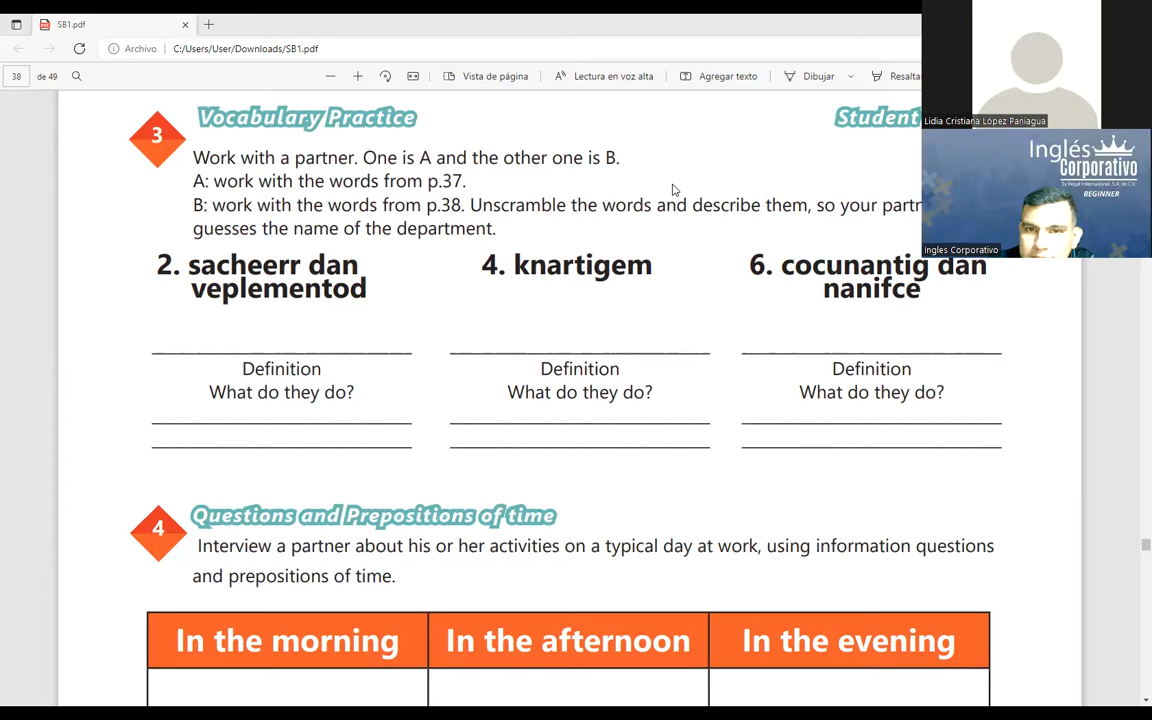 SB1.pdf
Archivo C:/Users/User/Downloads/SB1.pdf
38 de 49 Vista de página Lectura en voz alta Agregar texto Dibujar Resalta
Lidia Cristiana López Paniagua
Inglés
Corporativo
By Regal International, S.A. de C.V.
BEGINNER
Ingles Corporativo
3 Vocabulary Practice Student
Work with a partner. One is A and the other one is B.
A: work with the words from p.37.
B: work with the words from p.38. Unscramble the words and describe them, so your partn
guesses the name of the department.
2. sacheerr dan 4. knartigem 6. cocunantig dan
veplementod nanifce
Definition Definition Definition
What do they do? What do they do? What do they do?
4 Questions and Prepositions of time
Interview a partner about his or her activities on a typical day at work, using information questions
and prepositions of time.
In the morning In the afternoon In the evening